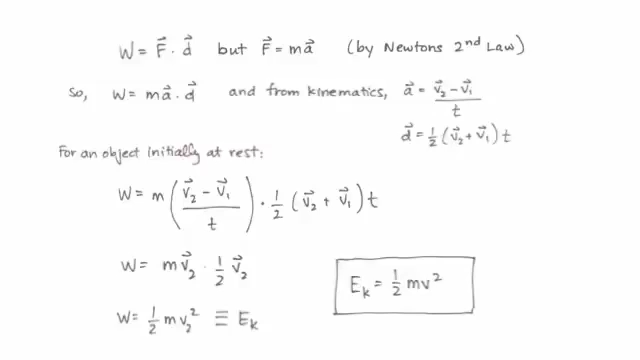 W = F⃗ · d⃗ but F⃗ = ma⃗ (by Newtons 2nd Law)
So, W = ma⃗ · d⃗ and from kinematics, a⃗ = (v⃗₂ − v⃗₁)/t
d⃗ = ½ (v⃗₂ + v⃗₁) t
For an object initially at rest:
W = m ((v⃗₂ − v⃗₁)/t) · ½ (v⃗₂ + v⃗₁) t
W = mv⃗₂ · ½ v⃗₂
W = ½ mv₂² ≡ Eₖ
Eₖ = ½ mv²